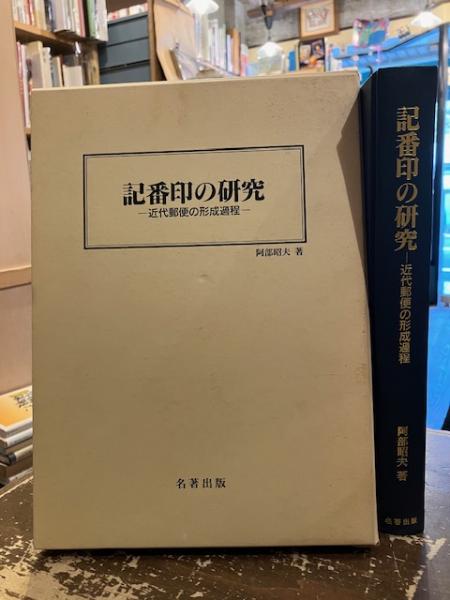 記番印の研究
―近代郵便の形成過程―
阿部昭夫 著
名著出版
記番印の研究―近代郵便の形成過程
阿部昭夫 著
名著出版